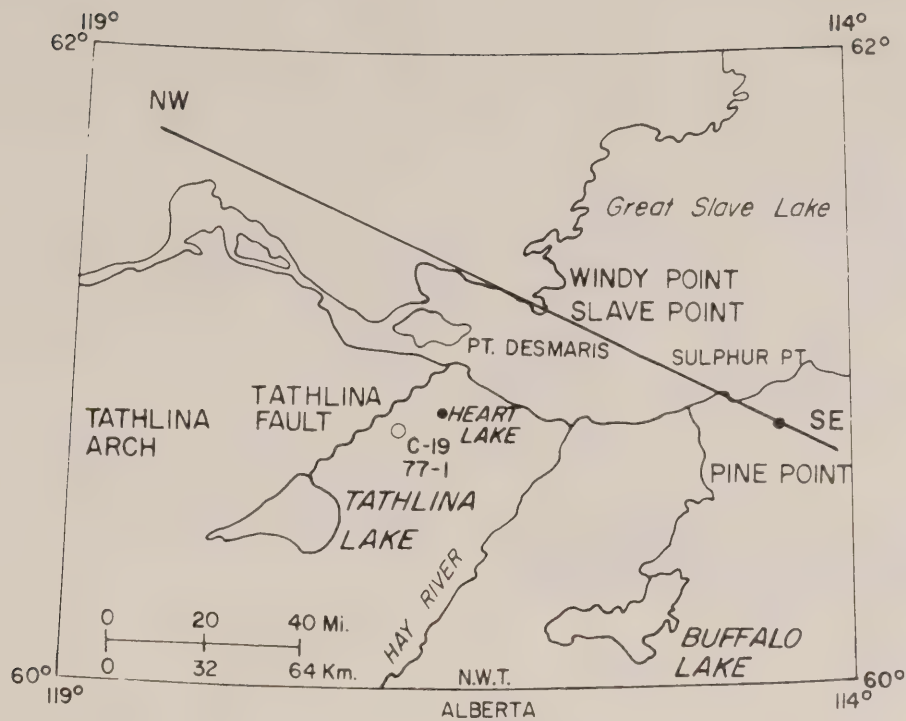 119°
114°
62°
62°
NW
Great Slave Lake
WINDY POINT
SLAVE POINT
PT. DESMARIS
SULPHUR PT.
TATHLINA
FAULT
TATHLINA
ARCH
HEART
LAKE
C-19
77-1
SE
PINE POINT
TATHLINA
LAKE
HAY RIVER
BUFFALO
LAKE
0 20 40 Mi.
0 32 64 Km.
60°
60°
119°
N.W.T.
ALBERTA
114°